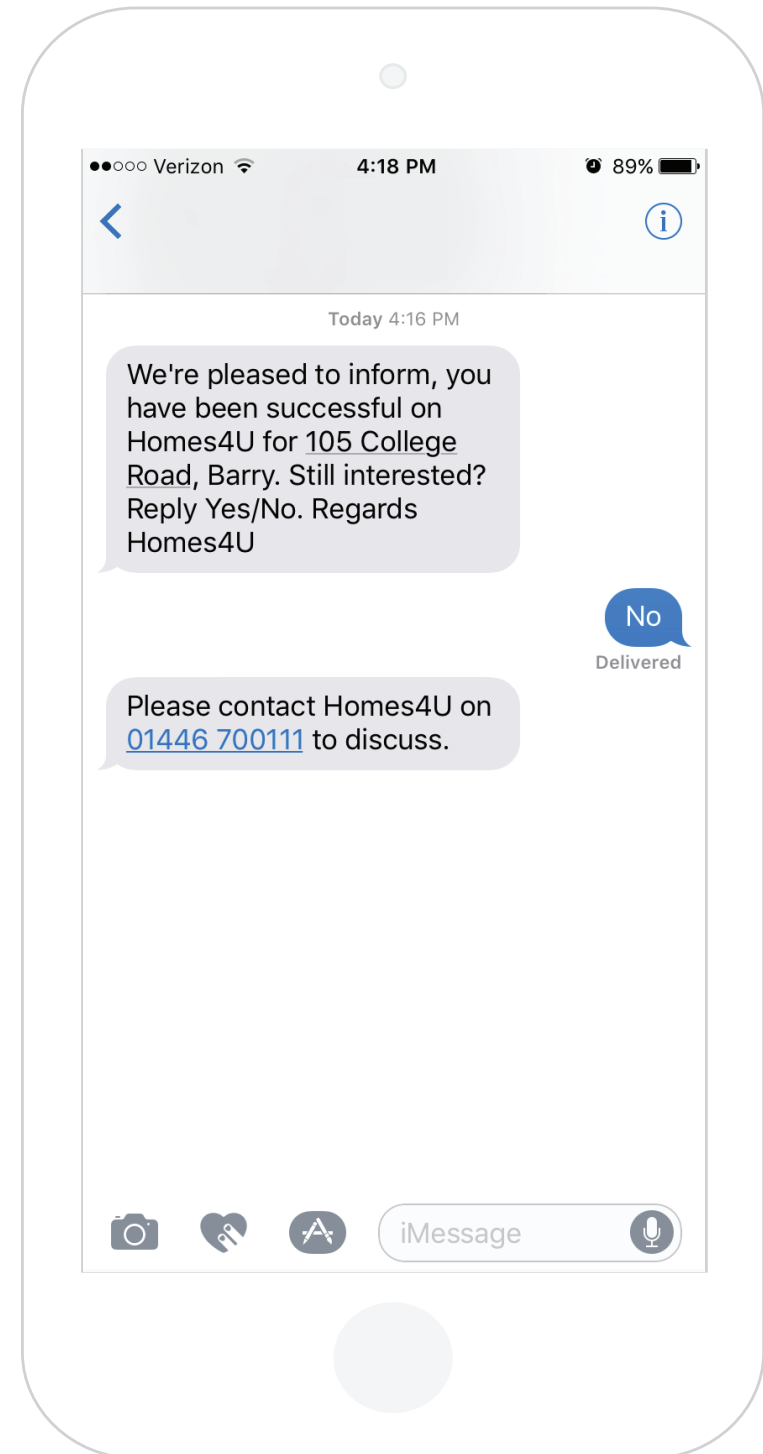 Verizon 4:18 PM 89%
Today 4:16 PM
We're pleased to inform, you
have been successful on
Homes4U for 105 College
Road, Barry. Still interested?
Reply Yes/No. Regards
Homes4U
No
Delivered
Please contact Homes4U on
01446 700111 to discuss.
iMessage